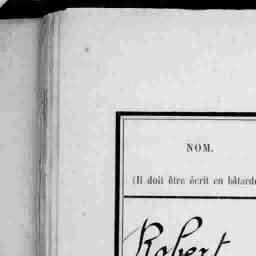 NOM.
(Il doit être écrit en bâtarde
Robert